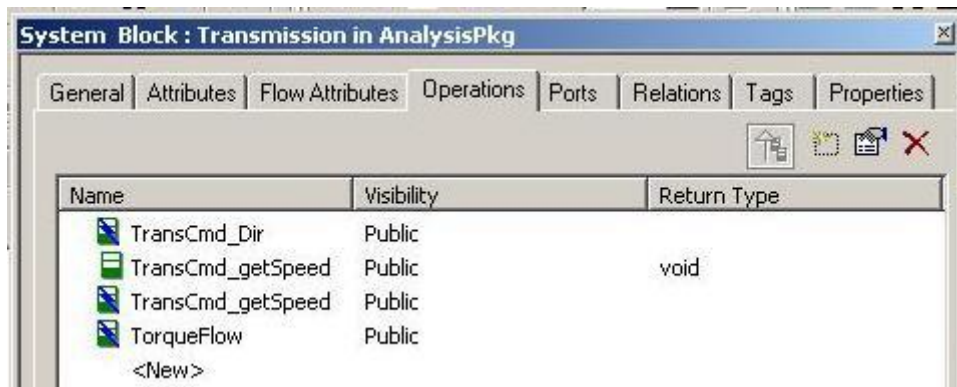 System Block : Transmission in AnalysisPkg
General Attributes Flow Attributes Operations Ports Relations Tags Properties
Name Visibility Return Type
TransCmd_Dir Public
TransCmd_getSpeed Public void
TransCmd_getSpeed Public
TorqueFlow Public
<New>